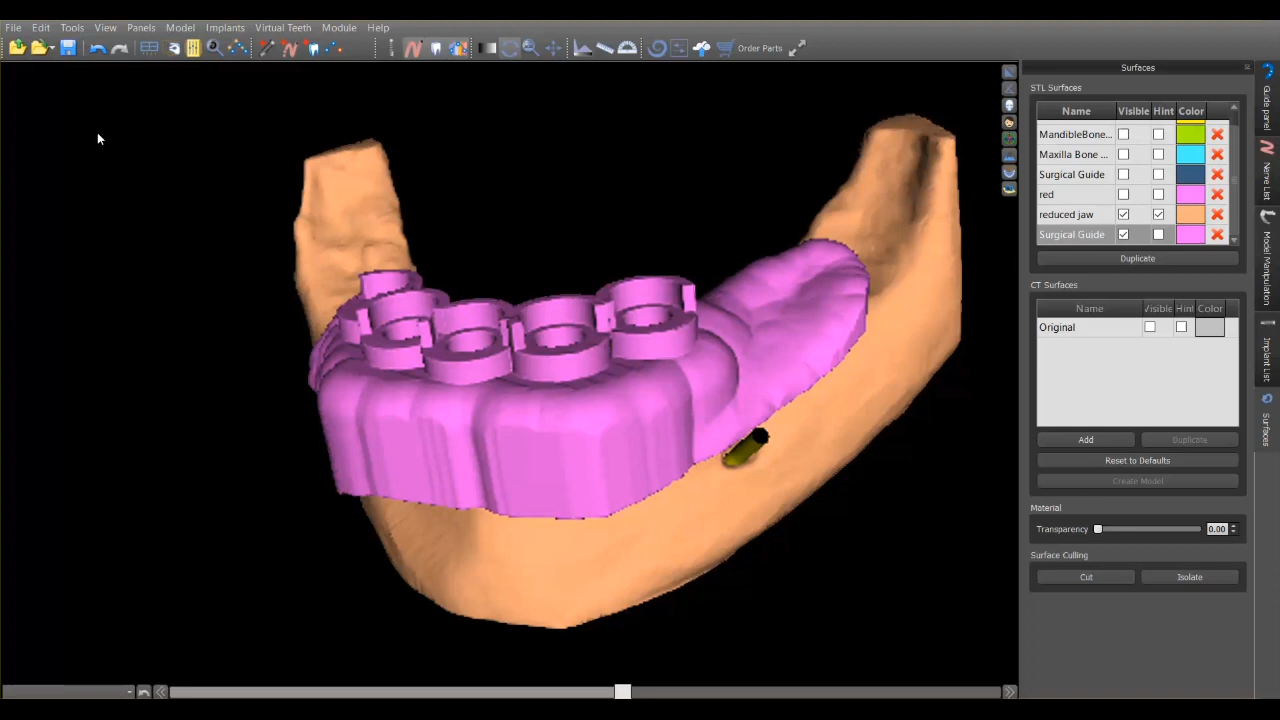 File Edit Tools View Panels Model Implants Virtual Teeth Module Help
Order Parts
Surfaces
STL Surfaces
Name Visible Hint Color
MandibleBone...
Maxilla Bone ...
Surgical Guide
red
reduced jaw
Surgical Guide
Duplicate
CT Surfaces
Name Visible Hint Color
Original
Add Duplicate
Reset to Defaults
Create Model
Material
Transparency 0.00
Surface Culling
Cut Isolate
Guide panel
Nerve List
Model Manipulation
Implant List
Surfaces